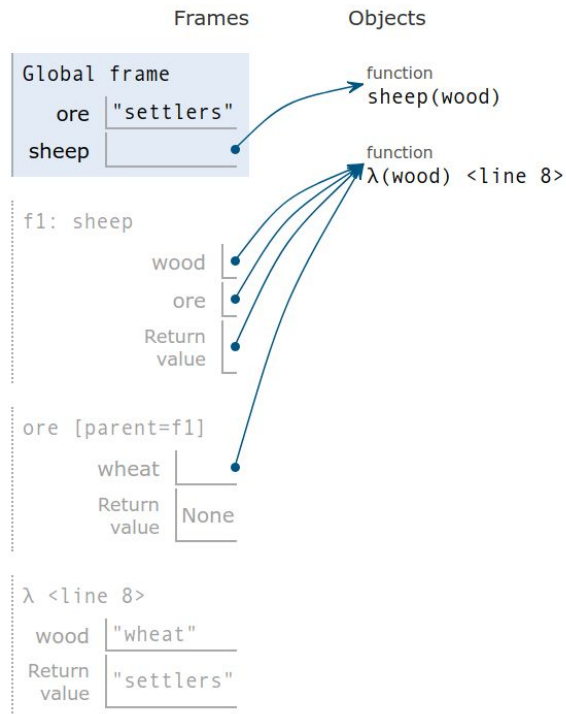 Frames Objects
Global frame
ore "settlers"
sheep
function
sheep(wood)
function
λ(wood) <line 8>
f1: sheep
wood
ore
Return
value
ore [parent=f1]
wheat
Return
value None
λ <line 8>
wood "wheat"
Return
value "settlers"